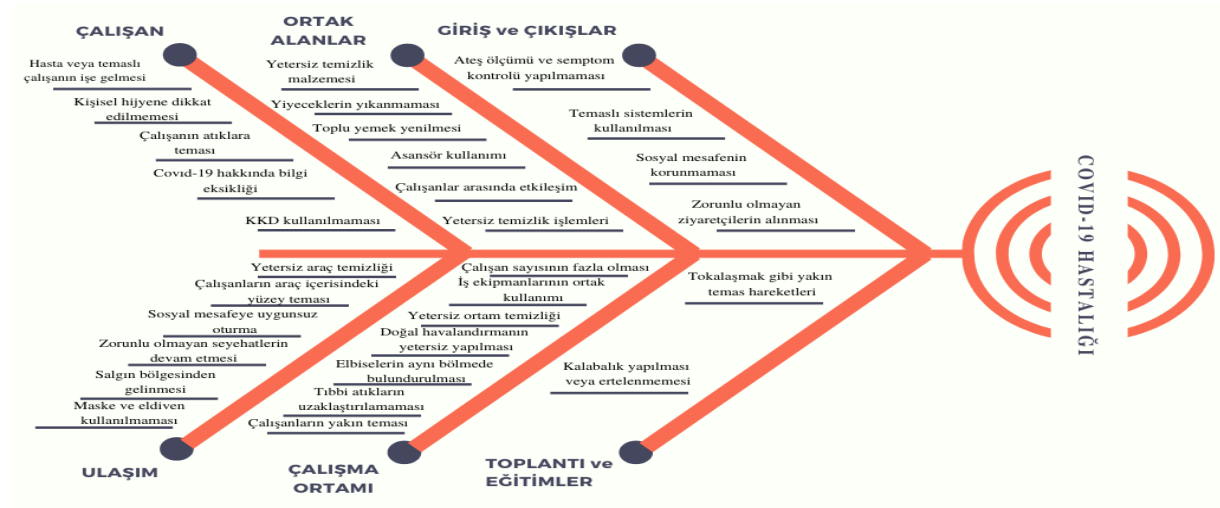 ÇALIŞAN
Hasta veya temaslı
çalışanın işe gelmesi
Kişisel hijyene dikkat
edilmemesi
Çalışanın atıklara
teması
Covıd-19 hakkında bilgi
eksikliği
KKD kullanılmaması
ORTAK
ALANLAR
Yetersiz temizlik
malzemesi
Yiyeceklerin yıkanmaması
Toplu yemek yenilmesi
Asansör kullanımı
Çalışanlar arasında etkileşim
Yetersiz temizlik işlemleri
GİRİŞ ve ÇIKIŞLAR
Ateş ölçümü ve semptom
kontrolü yapılmaması
Temaslı sistemlerin
kullanılması
Sosyal mesafenin
korunmaması
Zorunlu olmayan
ziyaretçilerin alınması
COVID-19 HASTALIĞI
Yetersiz araç temizliği
Çalışanların araç içerisindeki
yüzey teması
Sosyal mesafeye uygunsuz
oturma
Zorunlu olmayan seyehatlerin
devam etmesi
Salgın bölgesinden
gelinmesi
Maske ve eldiven
kullanılmaması
ULAŞIM
Çalışan sayısının fazla olması
İş ekipmanlarının ortak
kullanımı
Yetersiz ortam temizliği
Doğal havalandırmanın
yetersiz yapılması
Elbiselerin aynı bölmede
bulundurulması
Tıbbi atıkların
uzaklaştırılamaması
Çalışanların yakın teması
ÇALIŞMA
ORTAMI
Tokalaşmak gibi yakın
temas hareketleri
Kalabalık yapılması
veya ertelenmemesi
TOPLANTI ve
EĞİTİMLER